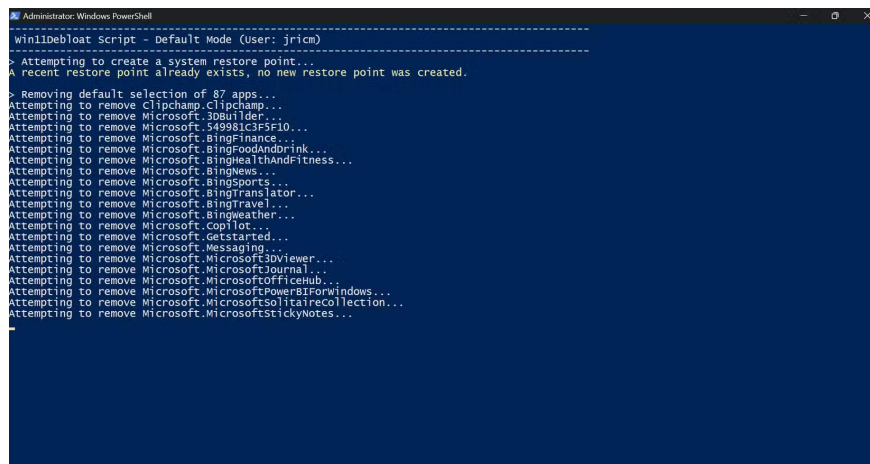 Administrator: Windows PowerShell
-----------------------------------------------------------------------------------------
Win11Debloat Script - Default Mode (User: jricm)
-----------------------------------------------------------------------------------------
> Attempting to create a system restore point...
A recent restore point already exists, no new restore point was created.
> Removing default selection of 87 apps...
Attempting to remove Clipchamp.Clipchamp...
Attempting to remove Microsoft.3DBuilder...
Attempting to remove Microsoft.549981C3F5F10...
Attempting to remove Microsoft.BingFinance...
Attempting to remove Microsoft.BingFoodAndDrink...
Attempting to remove Microsoft.BingHealthAndFitness...
Attempting to remove Microsoft.BingNews...
Attempting to remove Microsoft.BingSports...
Attempting to remove Microsoft.BingTranslator...
Attempting to remove Microsoft.BingTravel...
Attempting to remove Microsoft.BingWeather...
Attempting to remove Microsoft.Copilot...
Attempting to remove Microsoft.Getstarted...
Attempting to remove Microsoft.Messaging...
Attempting to remove Microsoft.Microsoft3DViewer...
Attempting to remove Microsoft.MicrosoftJournal...
Attempting to remove Microsoft.MicrosoftOfficeHub...
Attempting to remove Microsoft.MicrosoftPowerBIForWindows...
Attempting to remove Microsoft.MicrosoftSolitaireCollection...
Attempting to remove Microsoft.MicrosoftStickyNotes...